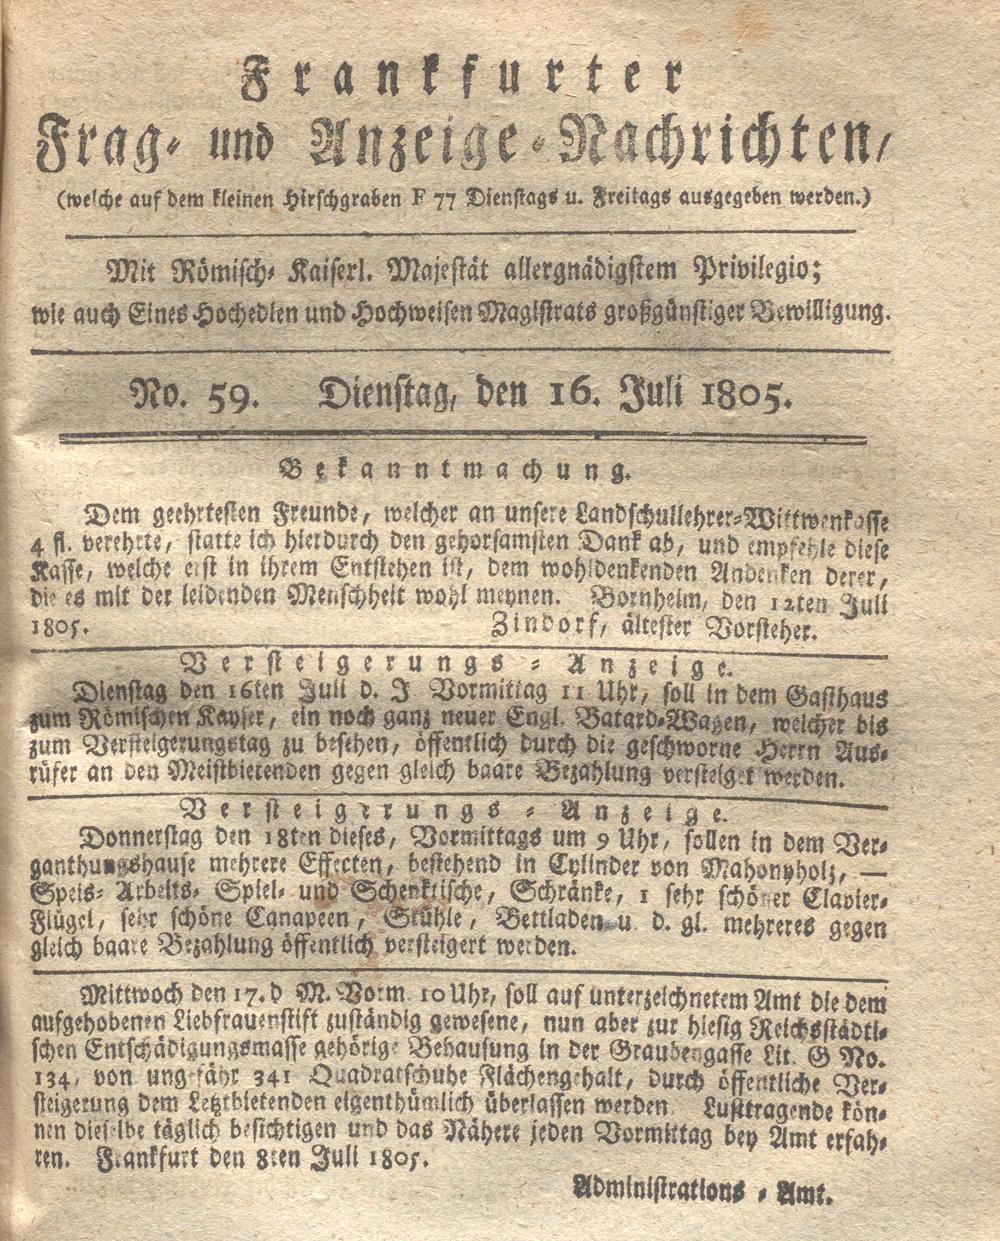 Frankfurter
Frag- und Anzeige-Nachrichten,
(welche auf dem kleinen Hirschgraben F 77 Dienstags u. Freitags ausgegeben werden.)
Mit Römisch-Kaiserl. Majestät allergnädigstem Privilegio;
wie auch Eines Hochedlen und Hochweisen Magistrats großgünstiger Bewilligung.
No. 59. Dienstag, den 16. Juli 1805.
Bekanntmachung.
Dem geehrtesten Freunde, welcher an unsere Landschullehrer-Wittwenkasse
4 fl. verehrte, statte ich hierdurch den gehorsamsten Dank ab, und empfehle diese
Kasse, welche erst in ihrem Entstehen ist, dem wohldenkenden Andenken derer,
die es mit der leidenden Menschheit wohl meynen. Bornheim, den 12ten Juli
1805. Zindorf, ältester Vorsteher.
Versteigerungs-Anzeige.
Dienstag den 16ten Juli d. J Vormittag 11 Uhr, soll in dem Gasthaus
zum Römischen Kayser, ein noch ganz neuer Engl. Batard-Wagen, welcher bis
zum Versteigerungstag zu besehen, öffentlich durch die geschworne Herrn Aus-
rüfer an den Meistbietenden gegen gleich baare Bezahlung versteiget werden.
Versteigerungs-Anzeige.
Donnerstag den 18ten dieses, Vormittags um 9 Uhr, sollen in dem Ver-
ganthungshause mehrere Effecten, bestehend in Cylinder von Mahonyholz, —
Speis- Arbeits- Spiel- und Schenktische, Schränke, 1 sehr schöner Clavier-
Flügel, sehr schöne Canapeen, Stühle, Bettladen u. d. gl. mehreres gegen
gleich baare Bezahlung öffentlich versteigert werden.
Mittwoch den 17. d M. Vorm. 10 Uhr, soll auf unterzeichnetem Amt die dem
aufgehobenen Liebfrauenstift zuständig gewesene, nun aber zur hiesig Reichsstädti-
schen Entschädigungsmasse gehörige Behausung in der Graubengasse Lit. G No.
134, von ungefähr 341 Quadratschuhe Flächengehalt, durch öffentliche Ver-
steigerung dem Letztbietenden eigenthümlich überlassen werden. Lusttragende kön-
nen dieselbe täglich besichtigen und das Nähere jeden Vormittag bey Amt erfah-
ren. Frankfurt den 8ten Juli 1805.
Administrations-Amt.